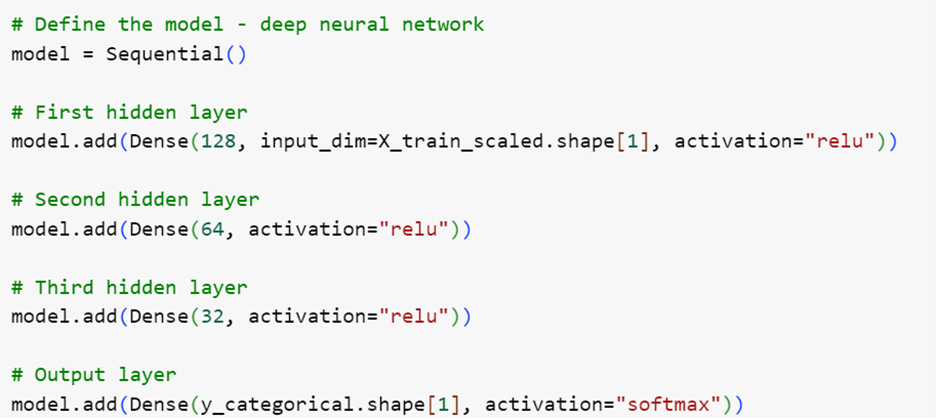 # Define the model - deep neural network
model = Sequential()
# First hidden layer
model.add(Dense(128, input_dim=X_train_scaled.shape[1], activation="relu"))
# Second hidden layer
model.add(Dense(64, activation="relu"))
# Third hidden layer
model.add(Dense(32, activation="relu"))
# Output layer
model.add(Dense(y_categorical.shape[1], activation="softmax"))